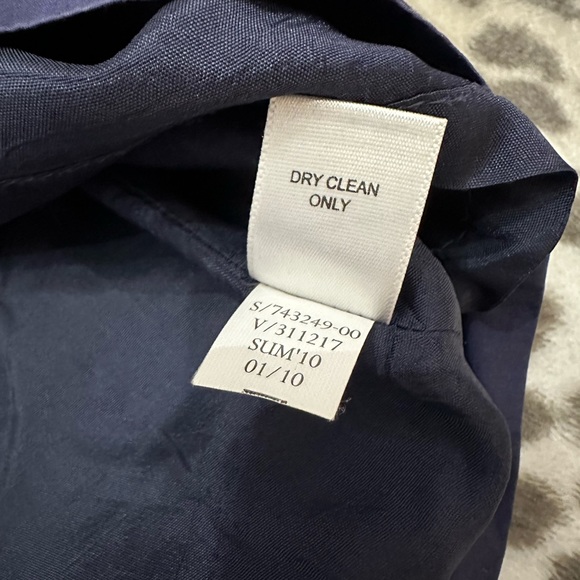 DRY CLEAN
ONLY
S/743249-00
V/311217
SUM'10
01/10